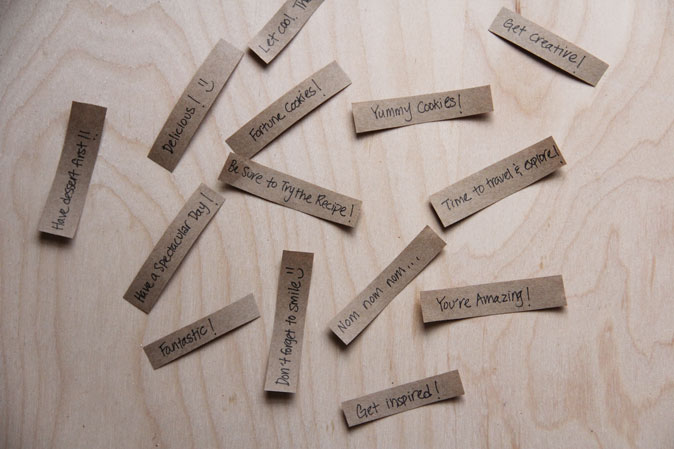 Let cool. Th
Get creative!
Delicious! :)
Fortune Cookies!
Yummy Cookies!
Have dessert first!!
Be Sure to Try the Recipe!
Time to travel & explore!
Have a Spectacular Day!
Nom nom nom...
You're Amazing!
Don't forget to smile :)
Fantastic!
Get inspired!